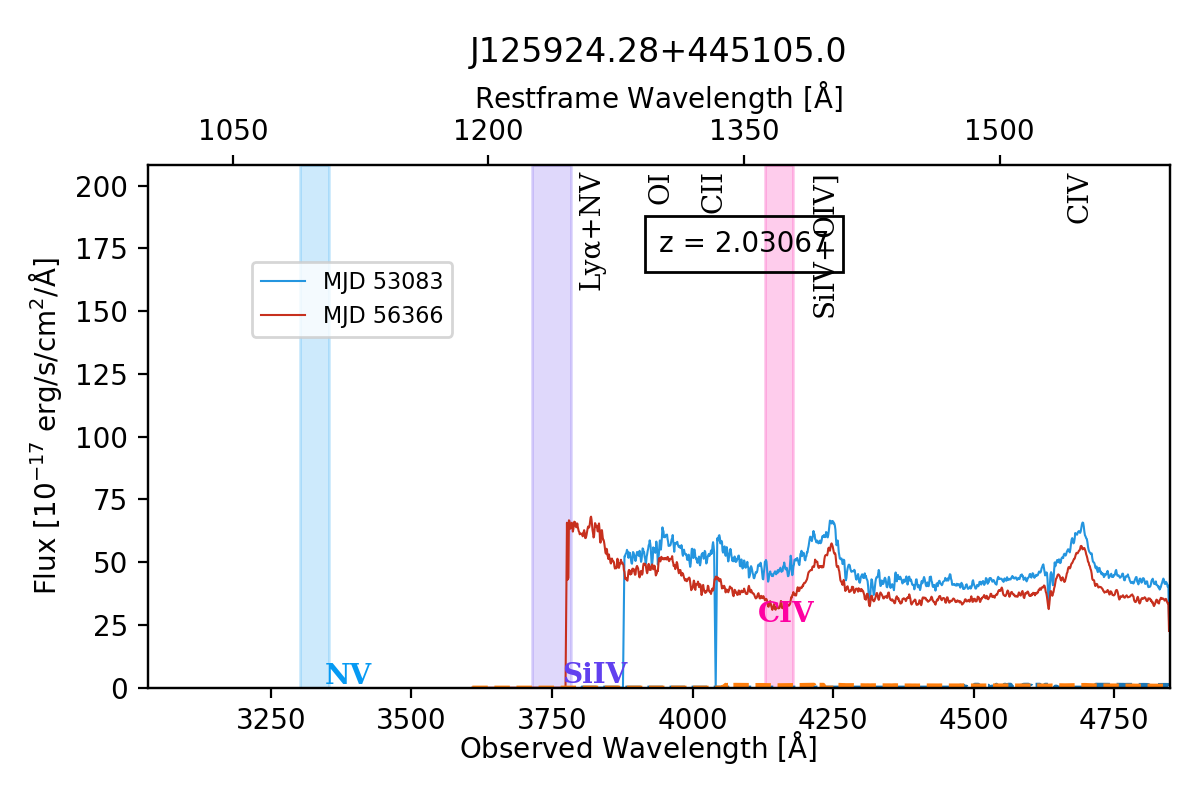 J125924.28+445105.0
Restframe Wavelength [Å]
1050 1200 1350 1500
200
175
150
125
100
75
50
25
0
Flux [10⁻¹⁷ erg/s/cm²/Å]
MJD 53083
MJD 56366
Lyα+NV
OI
CII
SiIV+OIV]
CIV
z = 2.03067
NV
SiIV
CIV
3250 3500 3750 4000 4250 4500 4750
Observed Wavelength [Å]